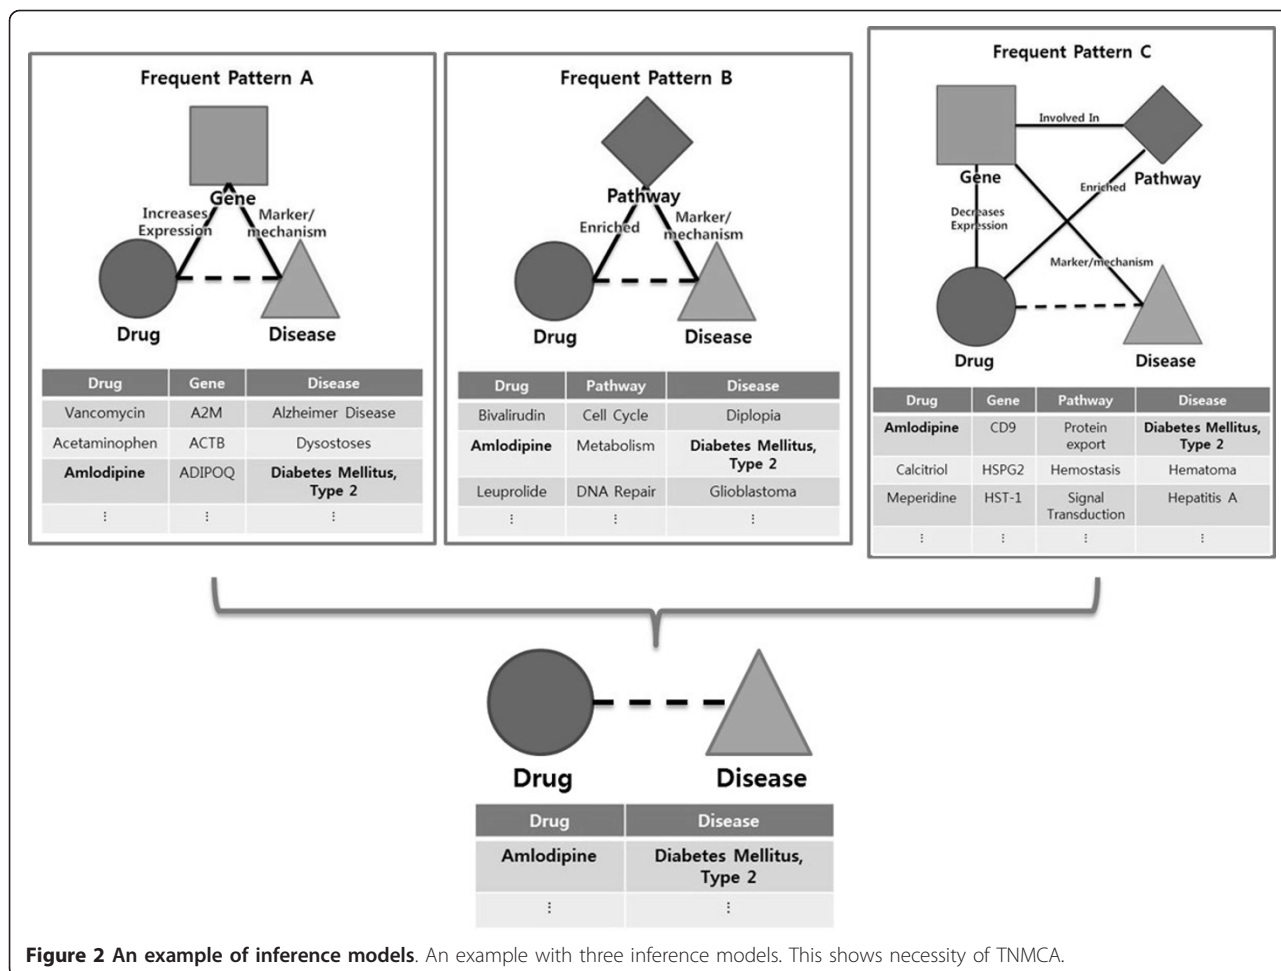 Frequent Pattern A
Gene
Increases
Expression
Marker/
mechanism
Drug
Disease
Drug Gene Disease
Vancomycin A2M Alzheimer Disease
Acetaminophen ACTB Dysostoses
Amlodipine ADIPOQ Diabetes Mellitus,
Type 2
⋮ ⋮ ⋮
Frequent Pattern B
Pathway
Enriched
Marker/
mechanism
Drug
Disease
Drug Pathway Disease
Bivalirudin Cell Cycle Diplopia
Amlodipine Metabolism Diabetes Mellitus,
Type 2
Leuprolide DNA Repair Glioblastoma
⋮ ⋮ ⋮
Frequent Pattern C
Involved In
Gene
Pathway
Enriched
Decreases
Expression
Marker/mechanism
Drug
Disease
Drug Gene Pathway Disease
Amlodipine CD9 Protein
export Diabetes Mellitus,
Type 2
Calcitriol HSPG2 Hemostasis Hematoma
Meperidine HST-1 Signal
Transduction Hepatitis A
⋮ ⋮ ⋮ ⋮
Drug
Disease
Drug Disease
Amlodipine Diabetes Mellitus,
Type 2
⋮ ⋮
Figure 2 An example of inference models. An example with three inference models. This shows necessity of TNMCA.